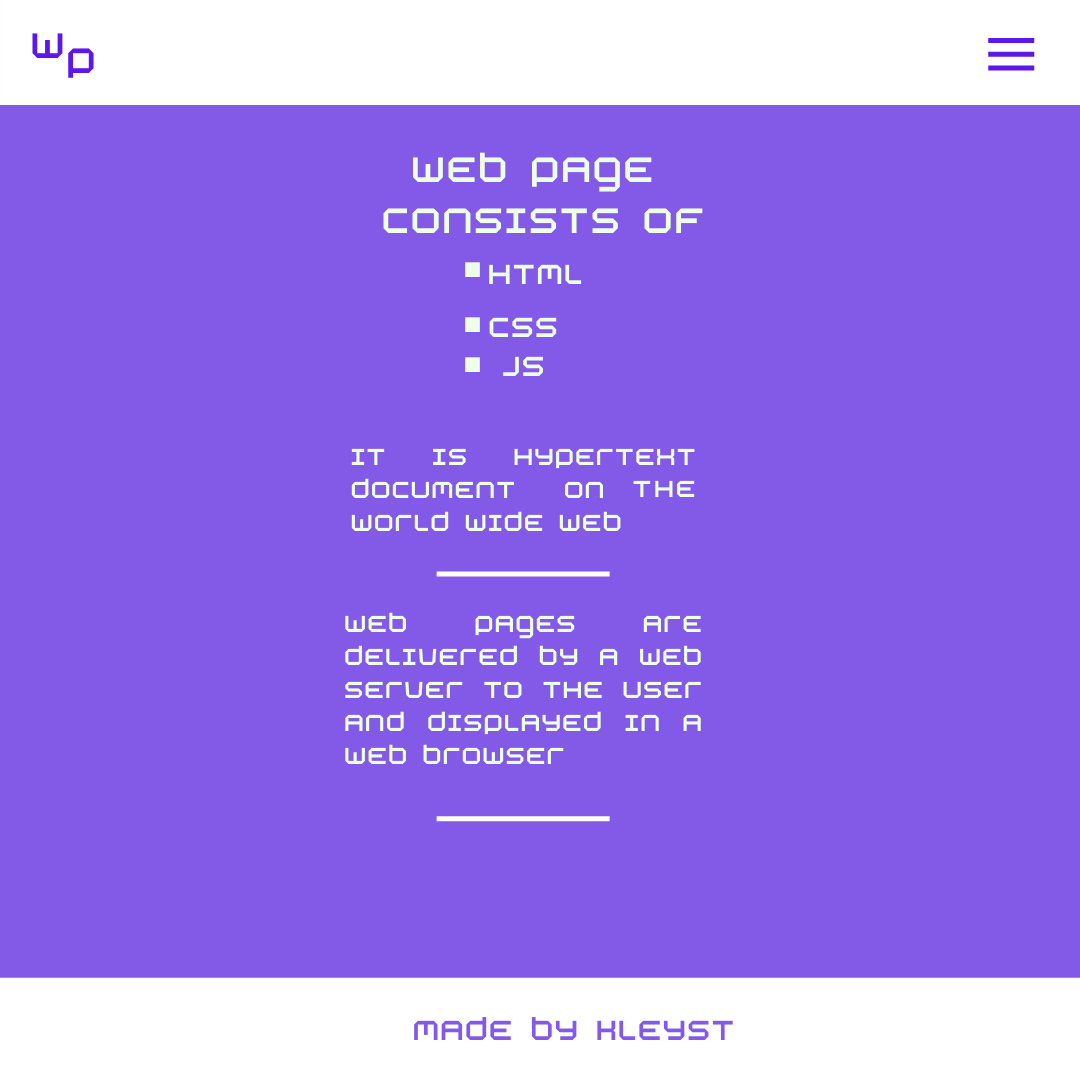 WP
WEB PAGE
CONSISTS OF
HTML
CSS
JS
IT IS HYPERTEXT
DOCUMENT ON THE
WORLD WIDE WEB
WEB PAGES ARE
DELIVERED BY A WEB
SERVER TO THE USER
AND DISPLAYED IN A
WEB BROWSER
MADE BY KLEYST